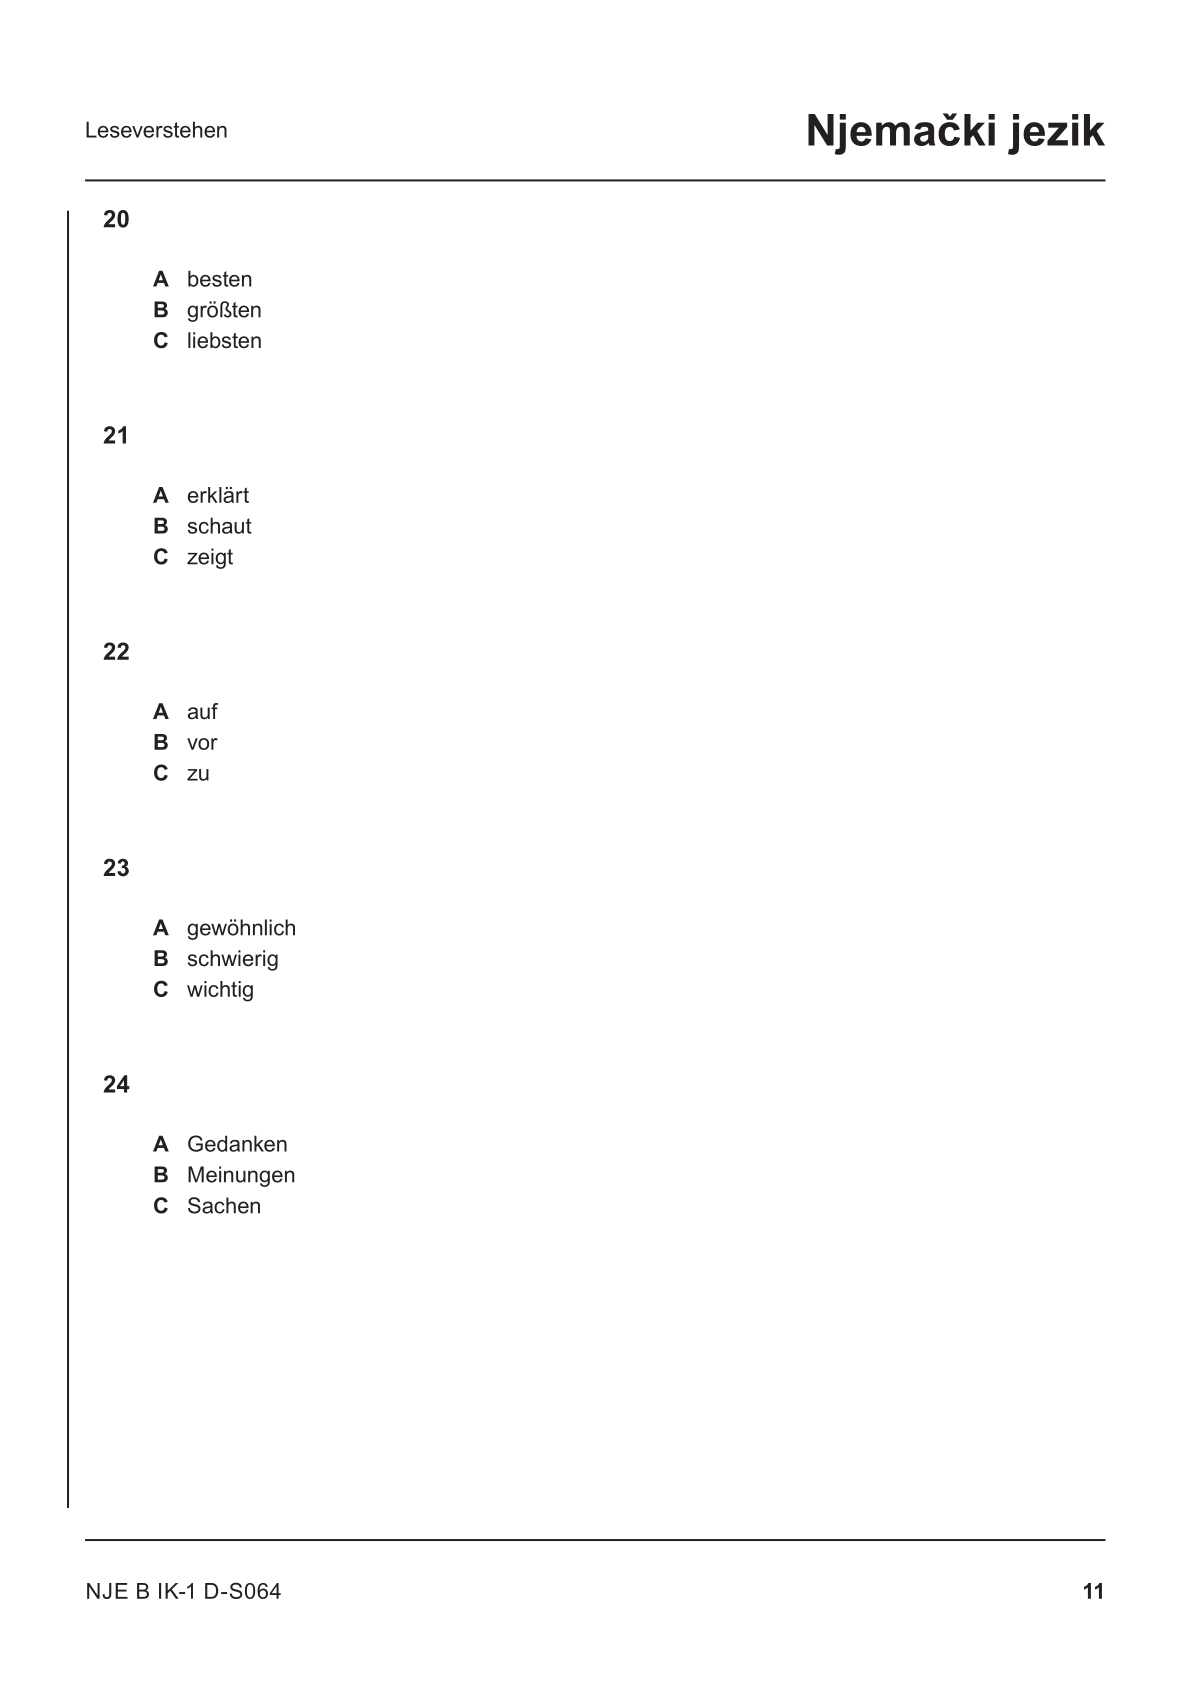 Leseverstehen
Njemački jezik
20
A besten
B größten
C liebsten
21
A erklärt
B schaut
C zeigt
22
A auf
B vor
C zu
23
A gewöhnlich
B schwierig
C wichtig
24
A Gedanken
B Meinungen
C Sachen
NJE B IK-1 D-S064
11